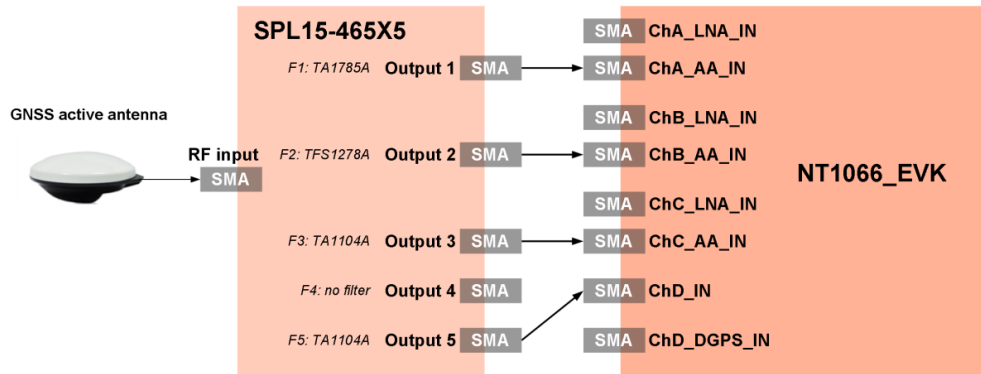 SPL15-465X5
SMA ChA_LNA_IN
F1: TA1785A Output 1 SMA SMA ChA_AA_IN
GNSS active antenna
SMA ChB_LNA_IN
RF input
F2: TFS1278A Output 2 SMA SMA ChB_AA_IN
SMA
NT1066_EVK
SMA ChC_LNA_IN
F3: TA1104A Output 3 SMA SMA ChC_AA_IN
F4: no filter Output 4 SMA SMA ChD_IN
F5: TA1104A Output 5 SMA SMA ChD_DGPS_IN